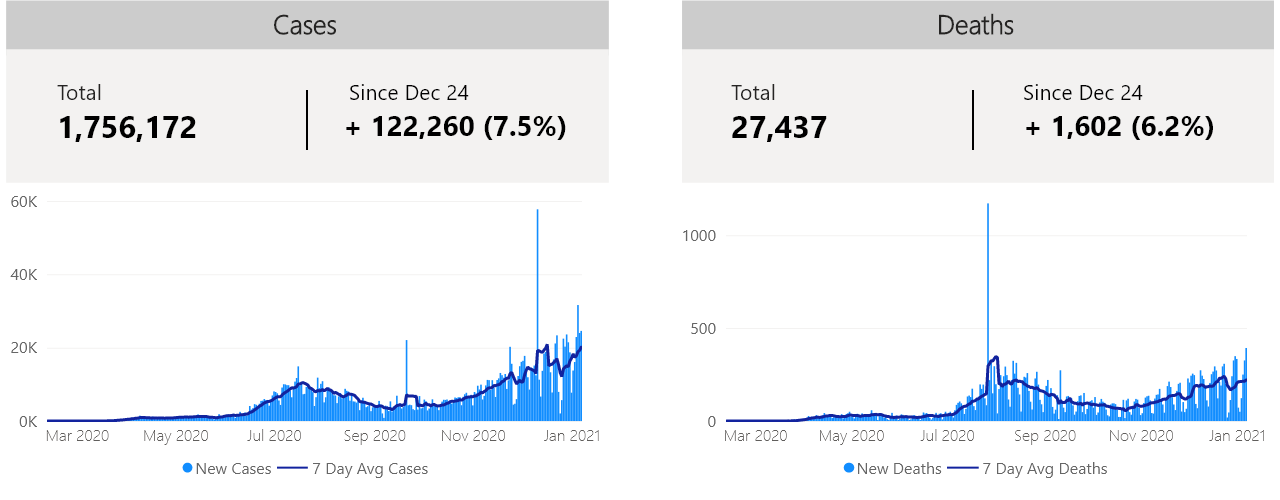 Cases
Total
1,756,172
Since Dec 24
+ 122,260 (7.5%)
60K
40K
20K
0K
Mar 2020 May 2020 Jul 2020 Sep 2020 Nov 2020 Jan 2021
New Cases 7 Day Avg Cases
Deaths
Total
27,437
Since Dec 24
+ 1,602 (6.2%)
1000
500
0
Mar 2020 May 2020 Jul 2020 Sep 2020 Nov 2020 Jan 2021
New Deaths 7 Day Avg Deaths